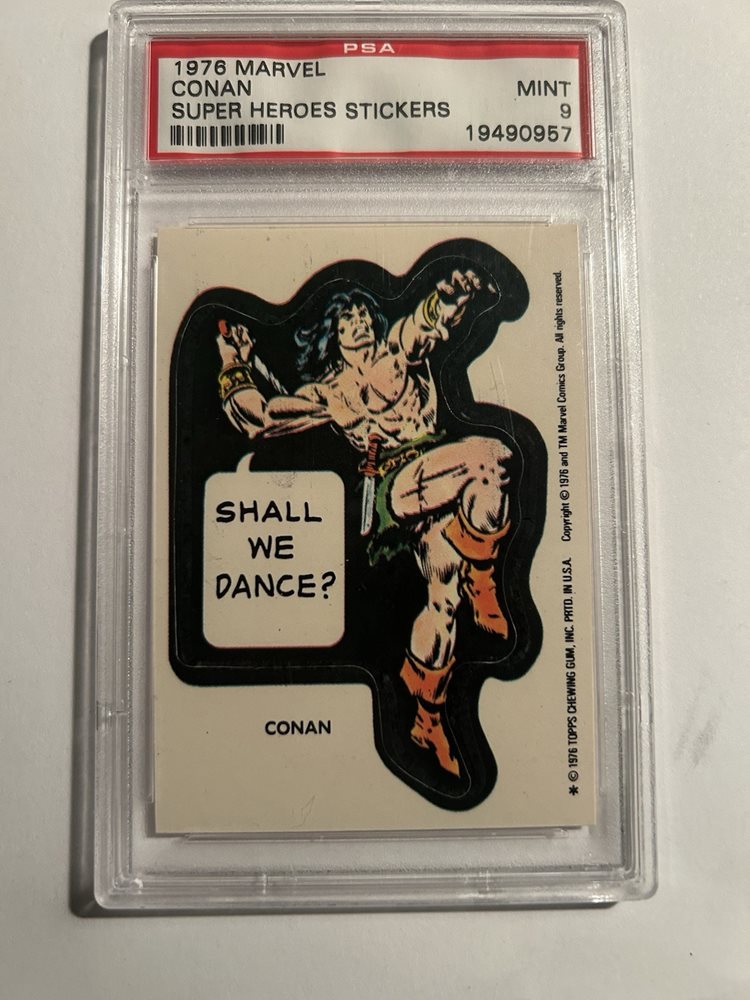 PSA
1976 MARVEL
CONAN MINT
SUPER HEROES STICKERS 9
19490957
SHALL
WE
DANCE?
CONAN
* © 1976 TOPPS CHEWING GUM, INC. PRTD. IN U.S.A. Copyright © 1976 and TM Marvel Comics Group. All rights reserved.